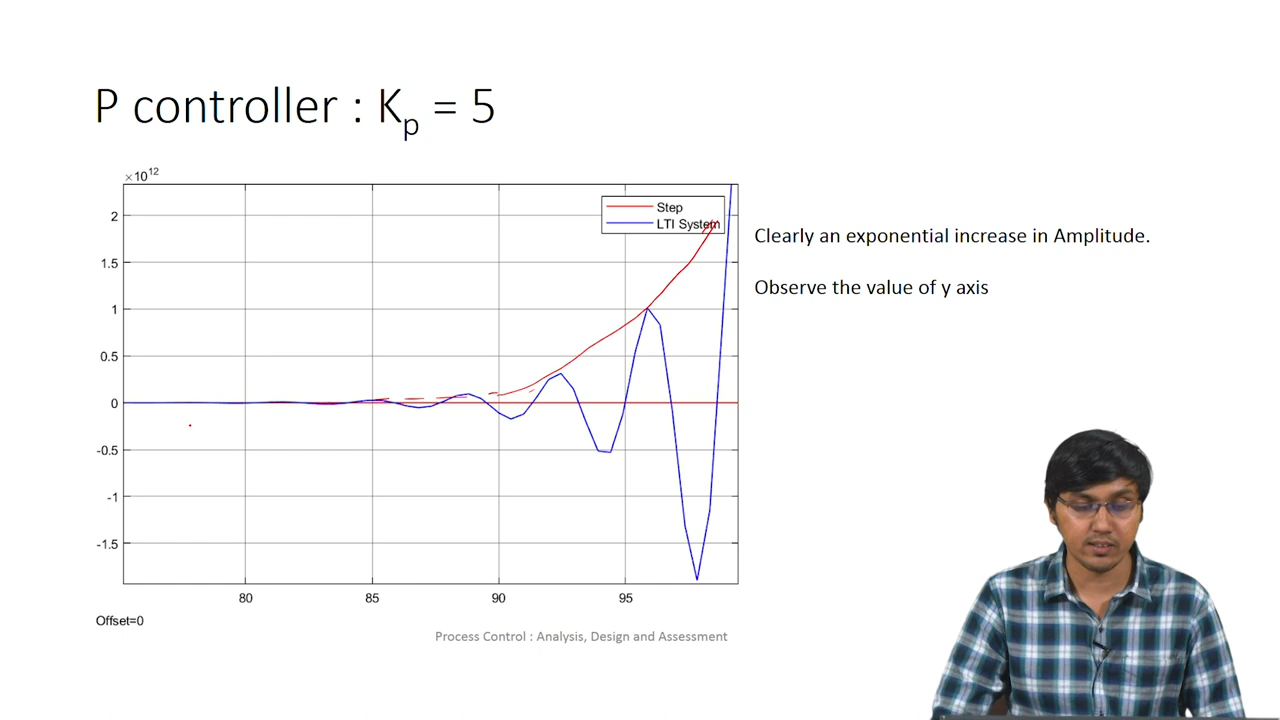 P controller : Kp = 5
×10¹²
Step
LTI System
2
1.5
1
0.5
0
-0.5
-1
-1.5
80 85 90 95
Offset=0
Clearly an exponential increase in Amplitude.
Observe the value of y axis
Process Control : Analysis, Design and Assessment